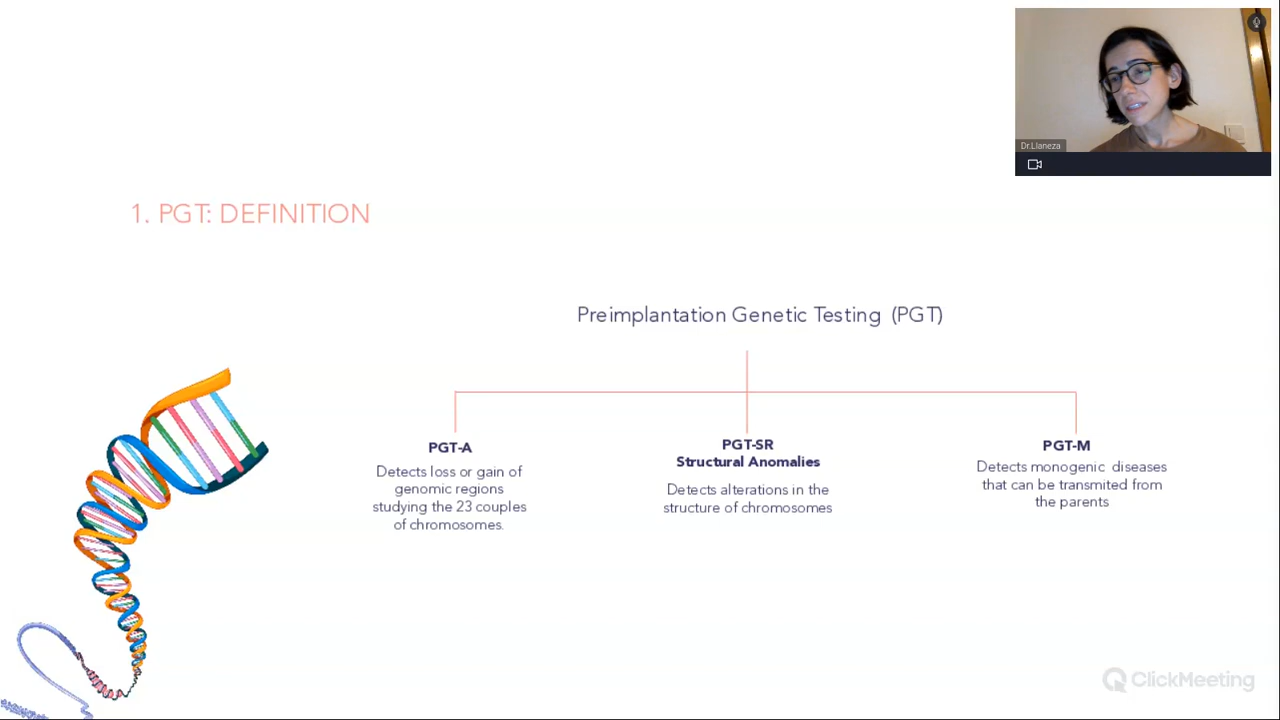 Dr.Llaneza
1. PGT: DEFINITION
Preimplantation Genetic Testing (PGT)
PGT-A
Detects loss or gain of
genomic regions
studying the 23 couples
of chromosomes.
PGT-SR
Structural Anomalies
Detects alterations in the
structure of chromosomes
PGT-M
Detects monogenic diseases
that can be transmited from
the parents
ClickMeeting